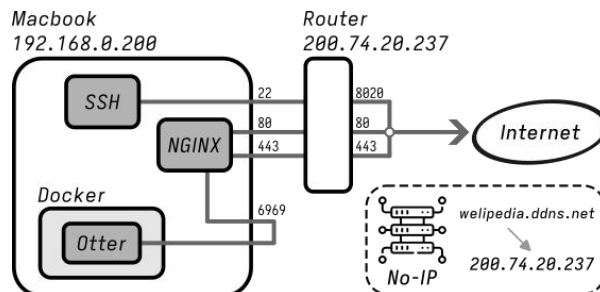 Macbook
192.168.0.200
Router
200.74.20.237
SSH
22
8020
NGINX
80
80
443
443
Internet
Docker
Otter
6969
welipedia.ddns.net
No-IP
200.74.20.237